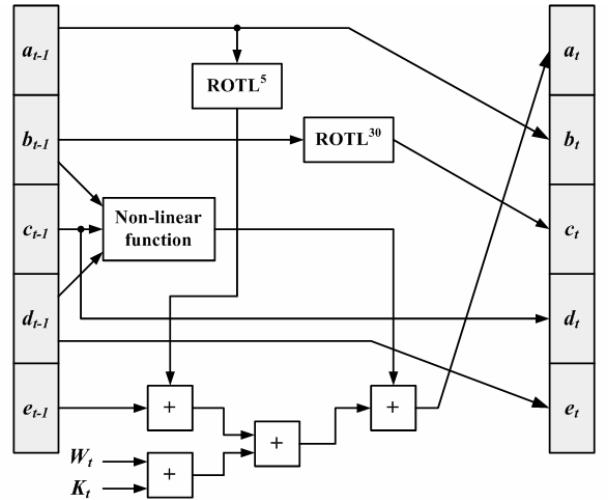 a_{t-1}
a_t
ROTL^5
b_{t-1}
ROTL^30
b_t
c_{t-1}
Non-linear
function
c_t
d_{t-1}
d_t
e_{t-1}
+
+
e_t
+
W_t
+
K_t